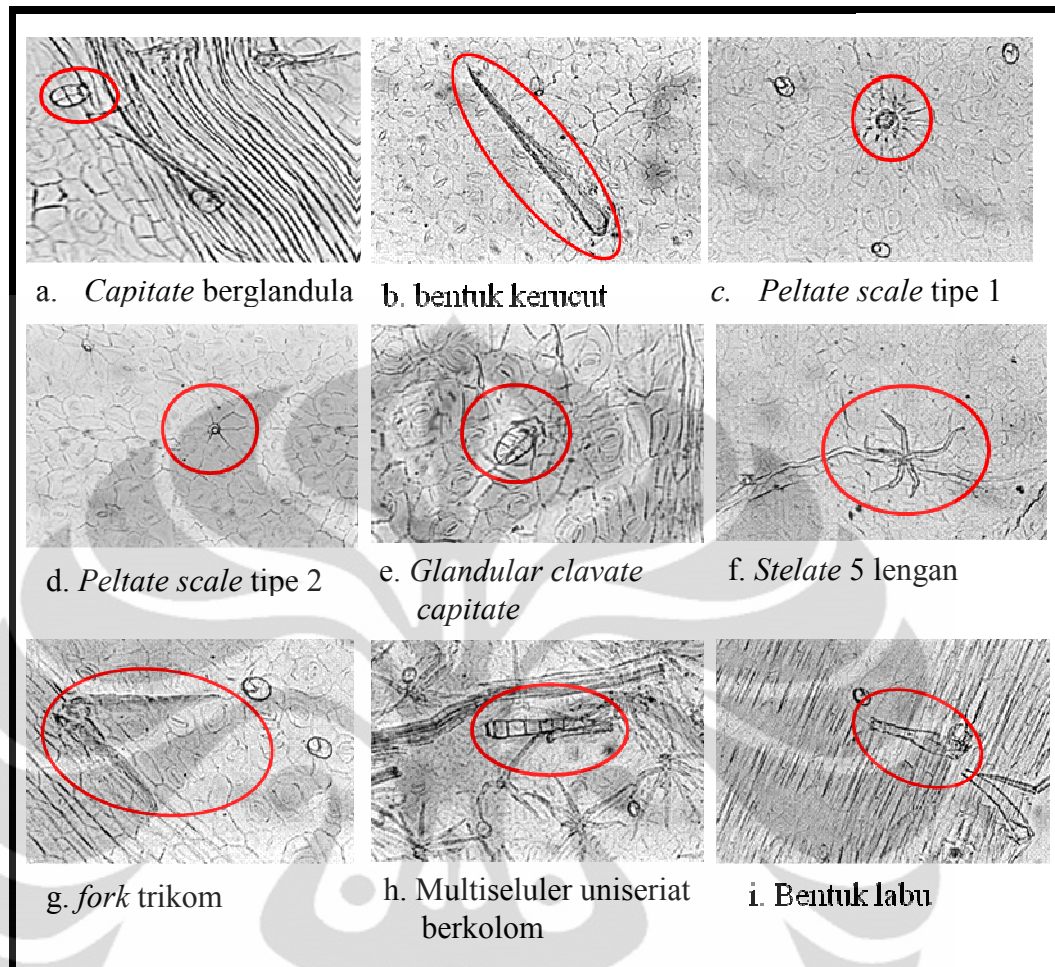 a. Capitate berglandula
b. bentuk kerucut
c. Peltate scale tipe 1
d. Peltate scale tipe 2
e. Glandular clavate
capitate
f. Stelate 5 lengan
g. fork trikom
h. Multiseluler uniseriat
berkolom
i. Bentuk labu